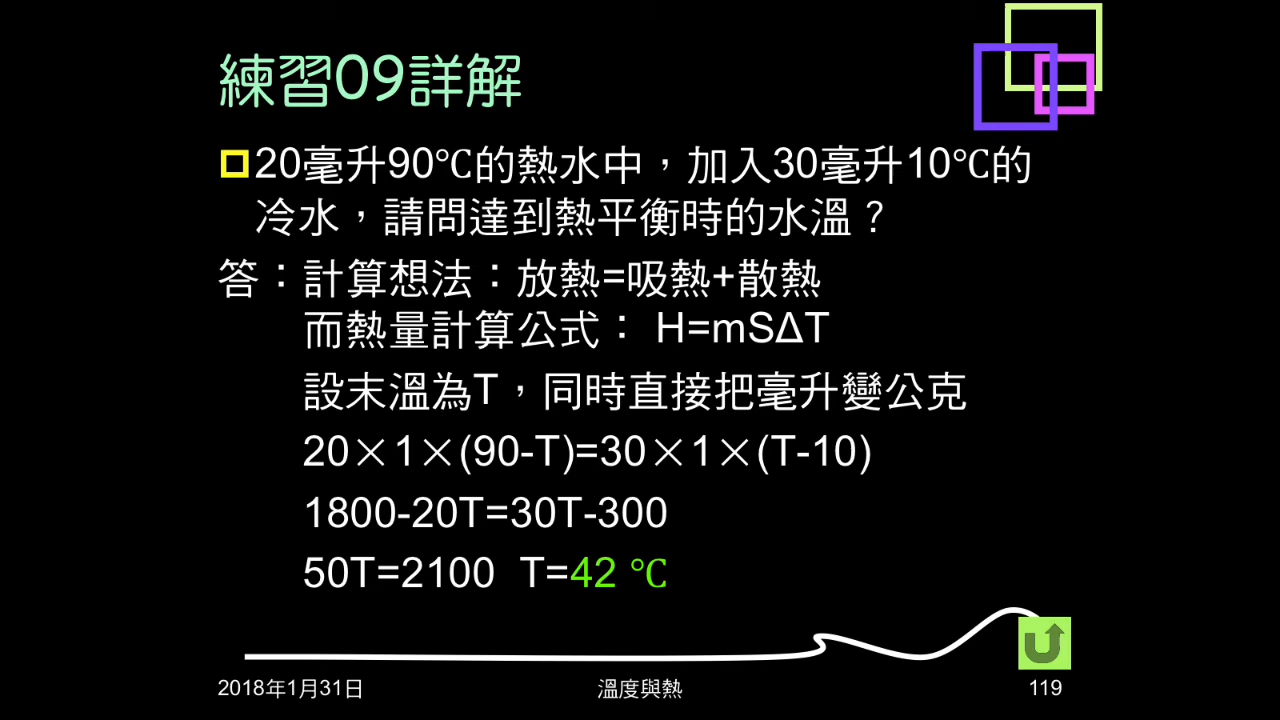 練習09詳解
20毫升90℃的熱水中，加入30毫升10℃的
冷水，請問達到熱平衡時的水溫？
答：計算想法：放熱=吸熱+散熱
而熱量計算公式： H=mSΔT
設末溫為T，同時直接把毫升變公克
20×1×(90-T)=30×1×(T-10)
1800-20T=30T-300
50T=2100 T=42 ℃
2018年1月31日
溫度與熱
119